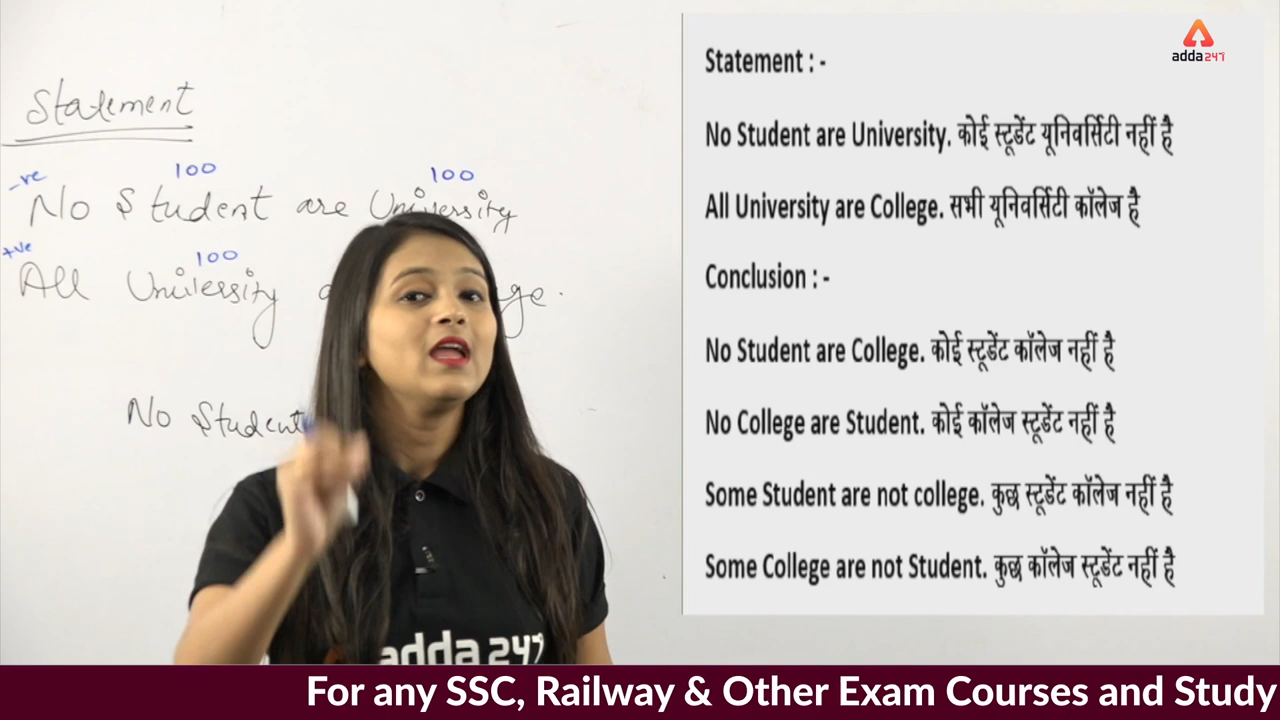 Statement
-ve 100 100
No Student are University
+ve 100
All University
No Student
adda247
Statement : -
No Student are University. कोई स्टूडेंट यूनिवर्सिटी नहीं है
All University are College. सभी यूनिवर्सिटी कॉलेज है
Conclusion : -
No Student are College. कोई स्टूडेंट कॉलेज नहीं है
No College are Student. कोई कॉलेज स्टूडेंट नहीं है
Some Student are not college. कुछ स्टूडेंट कॉलेज नहीं है
Some College are not Student. कुछ कॉलेज स्टूडेंट नहीं है
adda 247
For any SSC, Railway & Other Exam Courses and Study